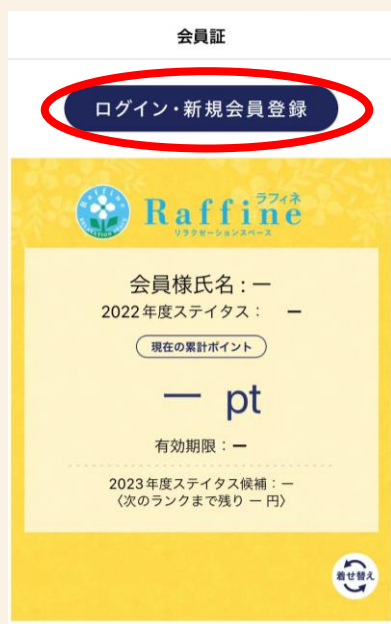 会員証
ログイン・新規会員登録
Raffine
RELAXATION SPACE
ラフィネ
Raffine
リラクゼーションスペース
会員様氏名:ー
2022年度ステイタス: ー
現在の累計ポイント
ー pt
有効期限:ー
2023年度ステイタス候補:ー
〈次のランクまで残り ー 円〉
着せ替え